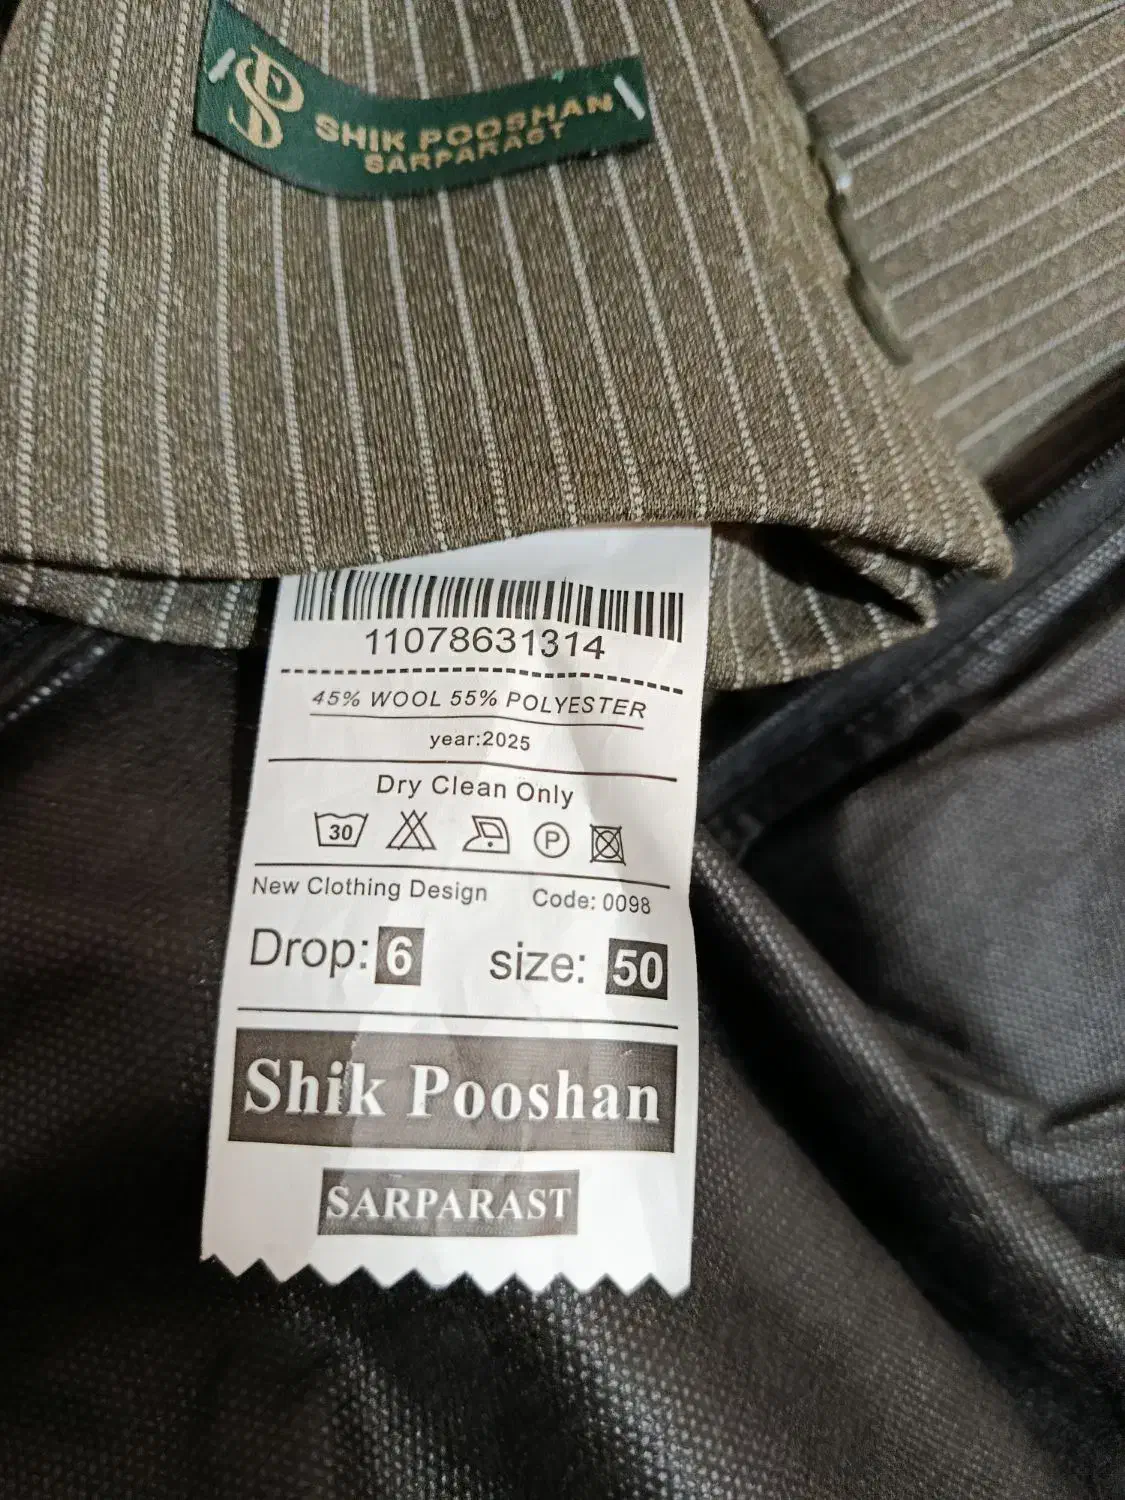 SP
SHIK POOSHAN
SARPARAST
11078631314
45% WOOL 55% POLYESTER
year:2025
Dry Clean Only
30 P
New Clothing Design Code: 0098
Drop: 6 size: 50
Shik Pooshan
SARPARAST